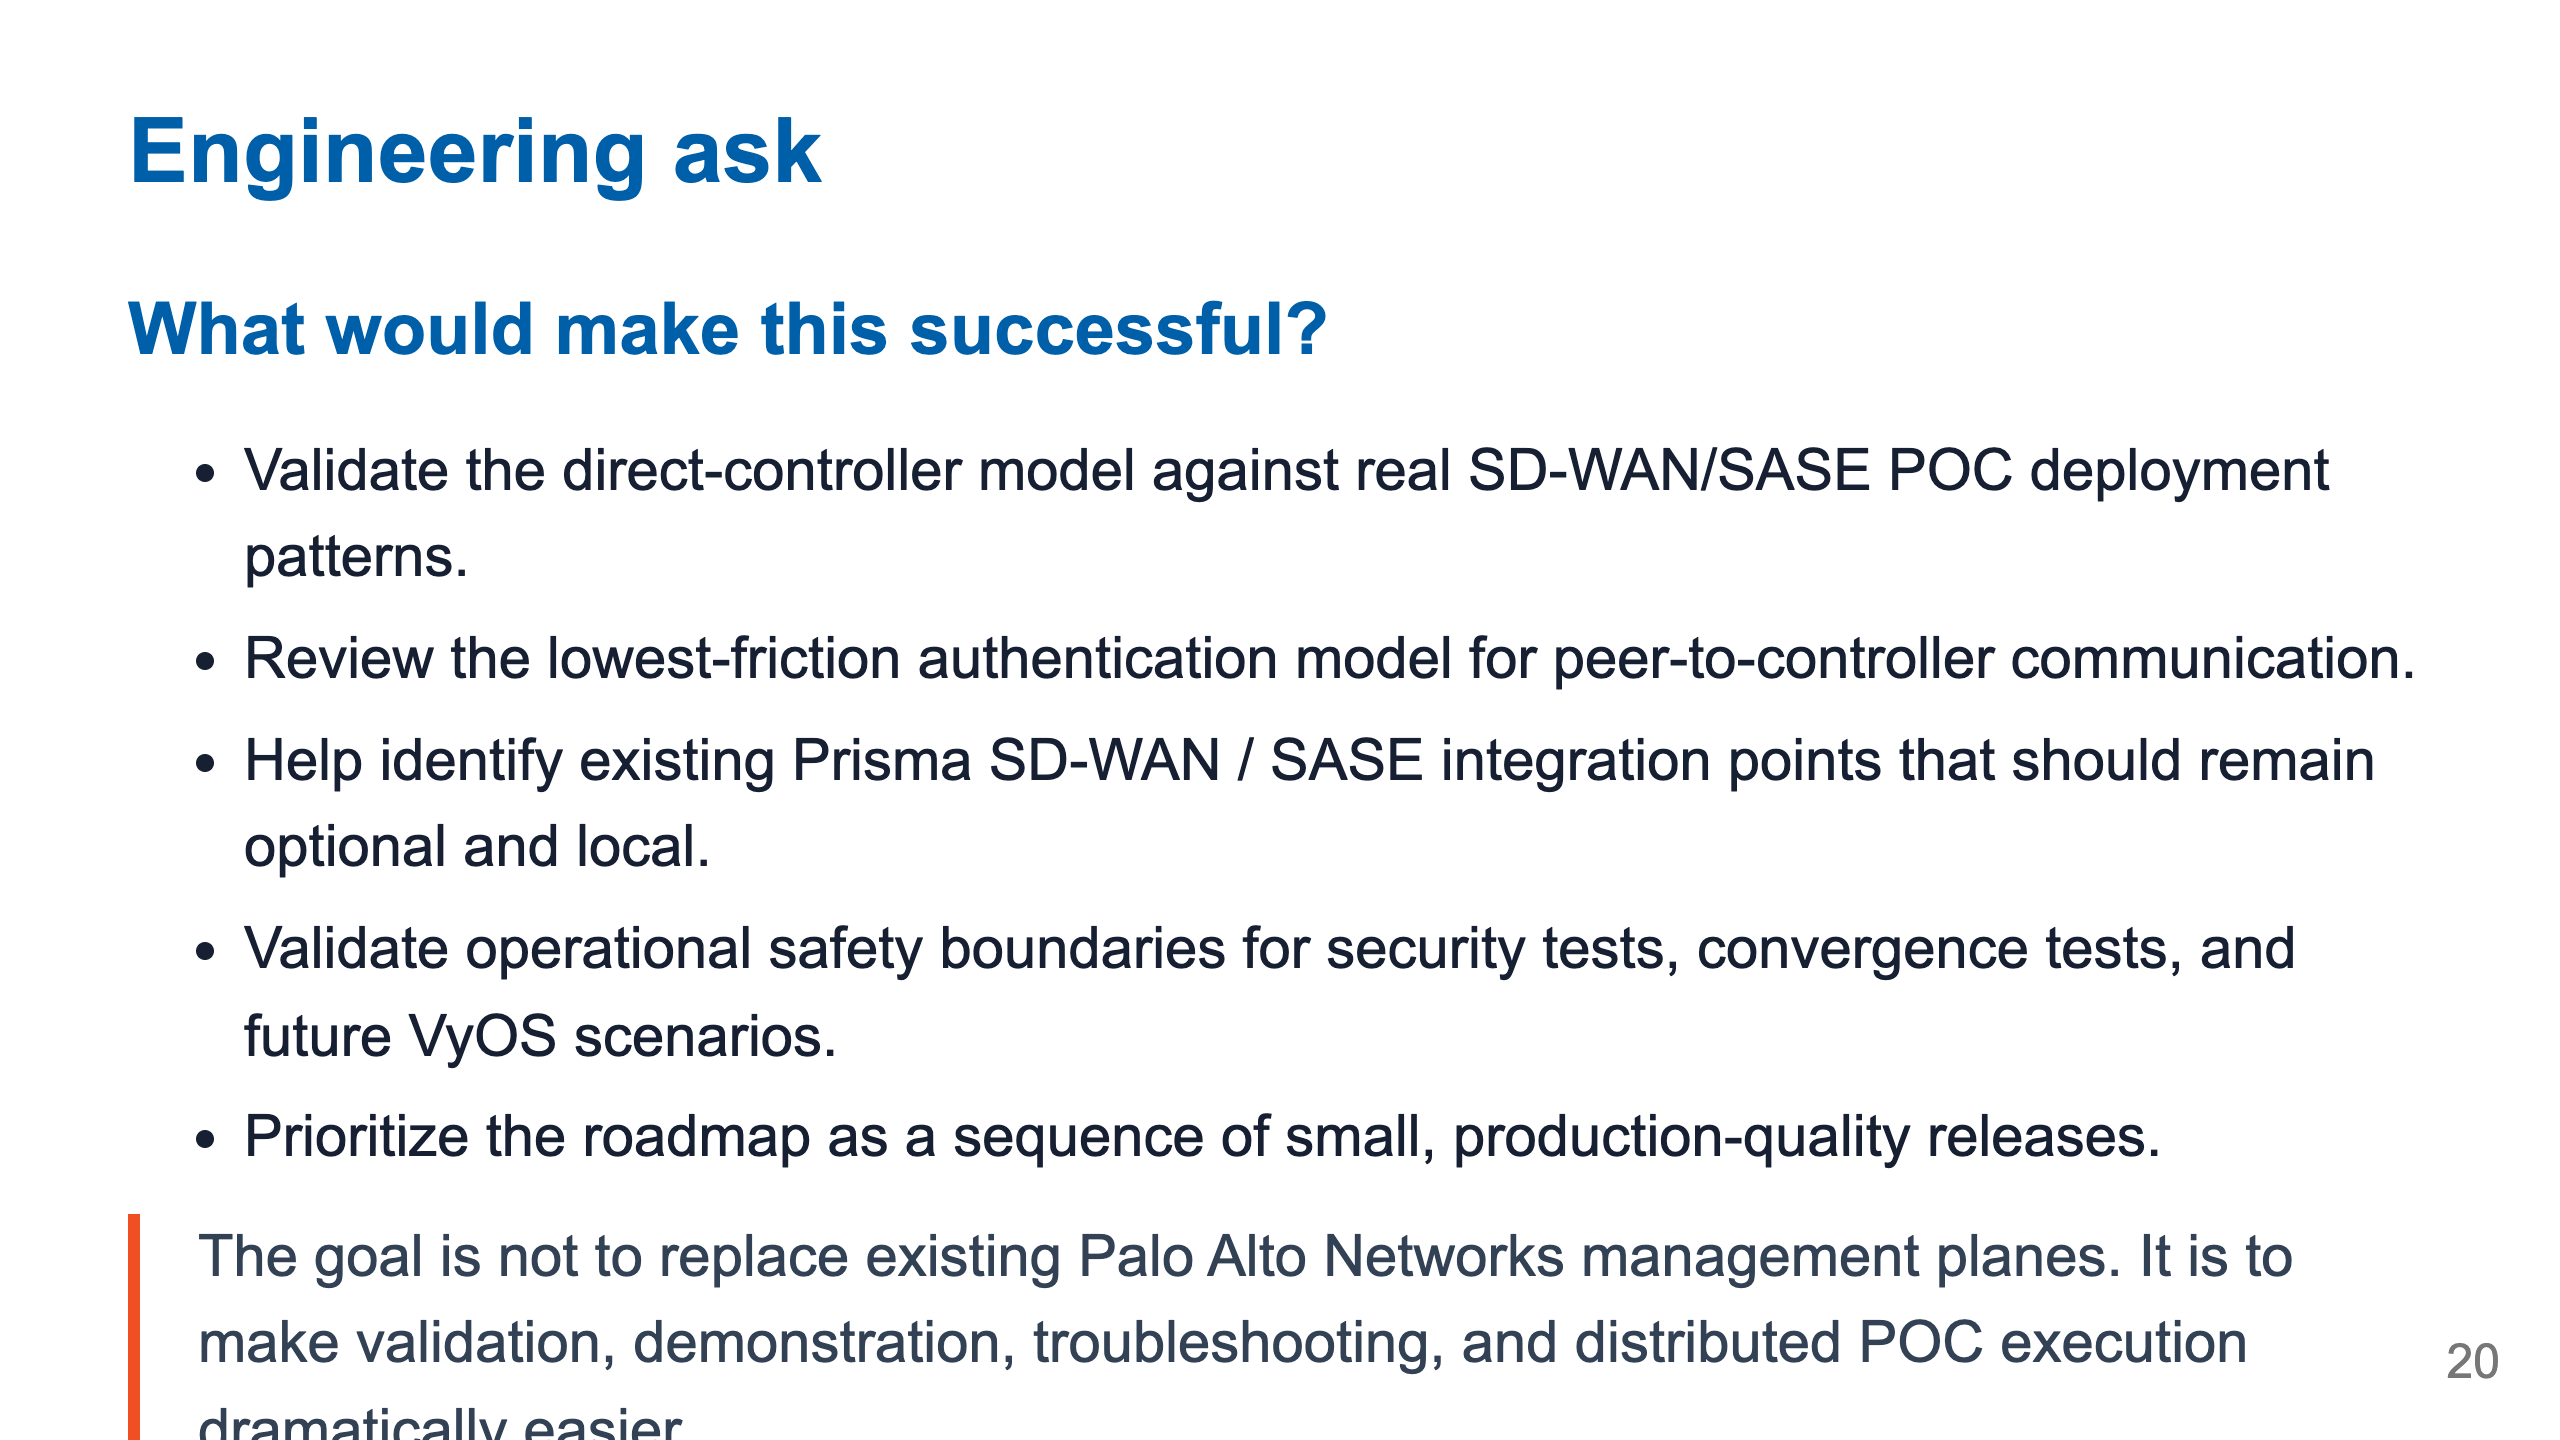 Engineering ask
What would make this successful?
• Validate the direct-controller model against real SD-WAN/SASE POC deployment
patterns.
• Review the lowest-friction authentication model for peer-to-controller communication.
• Help identify existing Prisma SD-WAN / SASE integration points that should remain
optional and local.
• Validate operational safety boundaries for security tests, convergence tests, and
future VyOS scenarios.
• Prioritize the roadmap as a sequence of small, production-quality releases.
The goal is not to replace existing Palo Alto Networks management planes. It is to
make validation, demonstration, troubleshooting, and distributed POC execution
dramatically easier
20